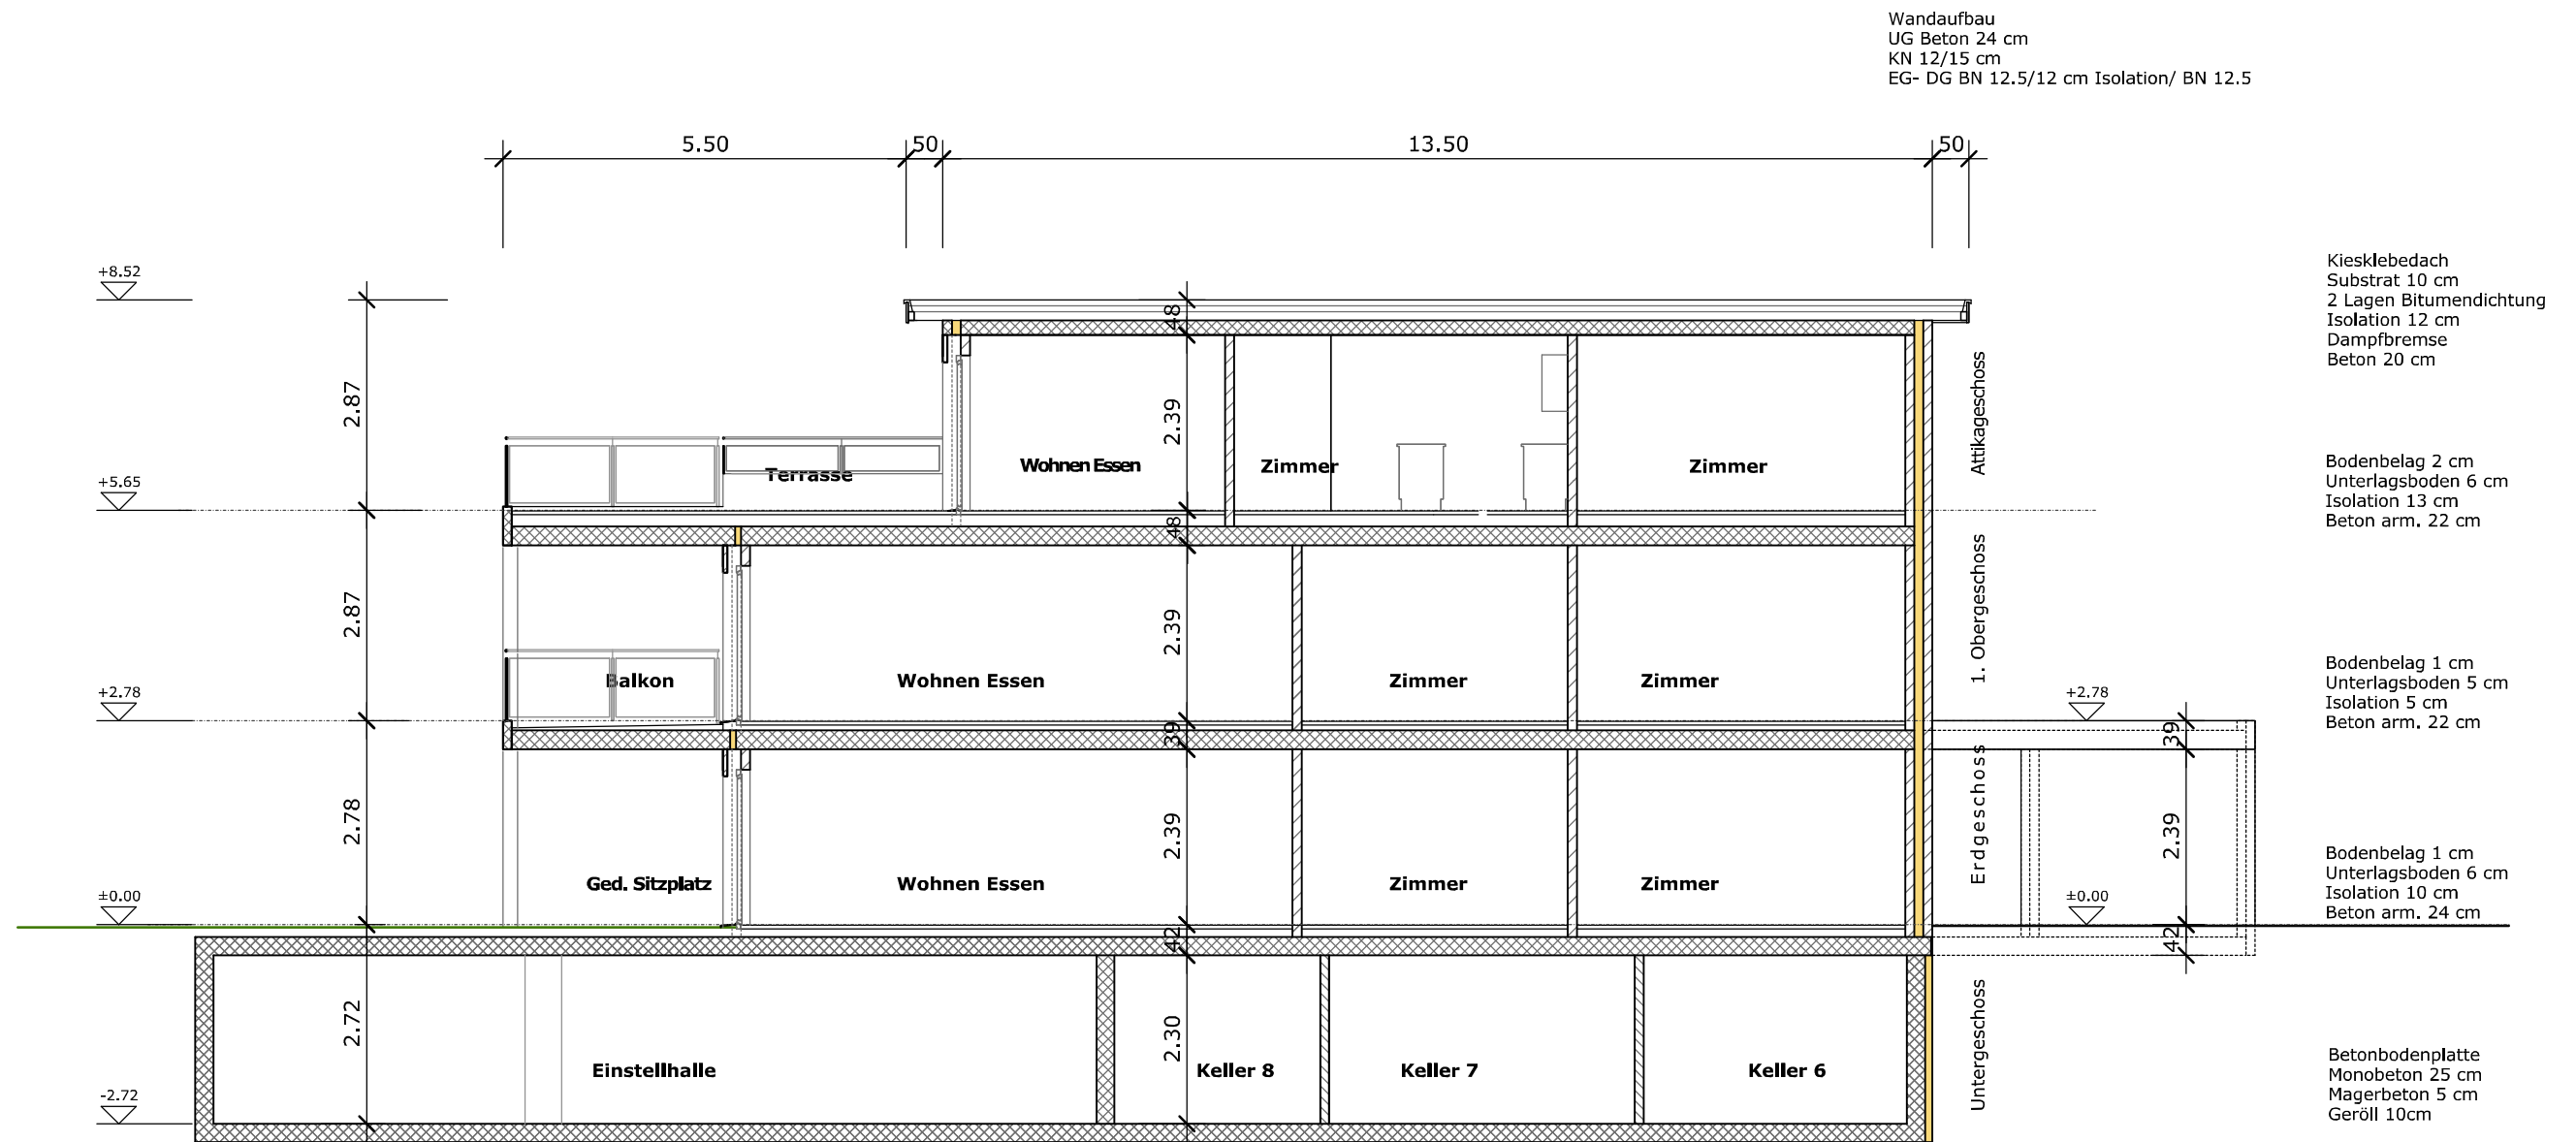 Wandaufbau
UG Beton 24 cm
KN 12/15 cm
EG- DG BN 12.5/12 cm Isolation/ BN 12.5
5.50
50
13.50
50
+8.52
Kiesklebedach
Substrat 10 cm
2 Lagen Bitumendichtung
Isolation 12 cm
Dampfbremse
Beton 20 cm
48
2.87
2.39
Attikageschoss
Wohnen Essen
Zimmer
Zimmer
Terrasse
+5.65
Bodenbelag 2 cm
Unterlagsboden 6 cm
Isolation 13 cm
Beton arm. 22 cm
48
2.87
2.39
1. Obergeschoss
Balkon
Wohnen Essen
Zimmer
Zimmer
+2.78
+2.78
Bodenbelag 1 cm
Unterlagsboden 5 cm
Isolation 5 cm
Beton arm. 22 cm
39
39
2.78
2.39
Erdgeschoss
2.39
Ged. Sitzplatz
Wohnen Essen
Zimmer
Zimmer
±0.00
±0.00
Bodenbelag 1 cm
Unterlagsboden 6 cm
Isolation 10 cm
Beton arm. 24 cm
42
42
2.72
2.30
Untergeschoss
Einstellhalle
Keller 8
Keller 7
Keller 6
-2.72
Betonbodenplatte
Monobeton 25 cm
Magerbeton 5 cm
Geröll 10cm